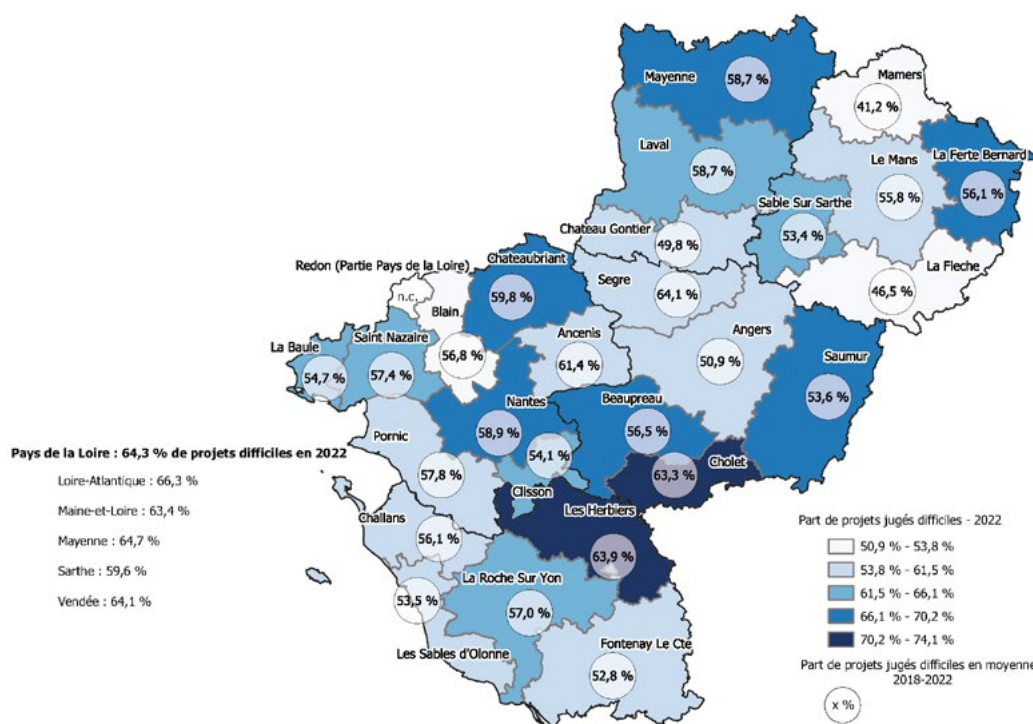 Mayenne
58,7 %
Mamers
41,2 %
Laval
58,7 %
Le Mans
55,8 %
La Ferte Bernard
56,1 %
Sable Sur Sarthe
53,4 %
Chateau Gontier
49,8 %
La Fleche
46,5 %
Redon (Partie Pays de la Loire)
n.c.
Chateaubriant
59,8 %
Segre
64,1 %
Blain
56,8 %
Ancenis
61,4 %
Angers
50,9 %
La Baule
54,7 %
Saint Nazaire
57,4 %
Saumur
53,6 %
Nantes
58,9 %
Beaupreau
56,5 %
Pornic
57,8 %
54,1 %
Clisson
63,3 %
Cholet
Pays de la Loire : 64,3 % de projets difficiles en 2022
Loire-Atlantique : 66,3 %
Maine-et-Loire : 63,4 %
Mayenne : 64,7 %
Sarthe : 59,6 %
Vendée : 64,1 %
Challans
56,1 %
Les Herbiers
63,9 %
La Roche Sur Yon
57,0 %
53,5 %
Les Sables d'Olonne
Fontenay Le Cte
52,8 %
Part de projets jugés difficiles - 2022
50,9 % - 53,8 %
53,8 % - 61,5 %
61,5 % - 66,1 %
66,1 % - 70,2 %
70,2 % - 74,1 %
Part de projets jugés difficiles en moyenne
2018-2022
x %